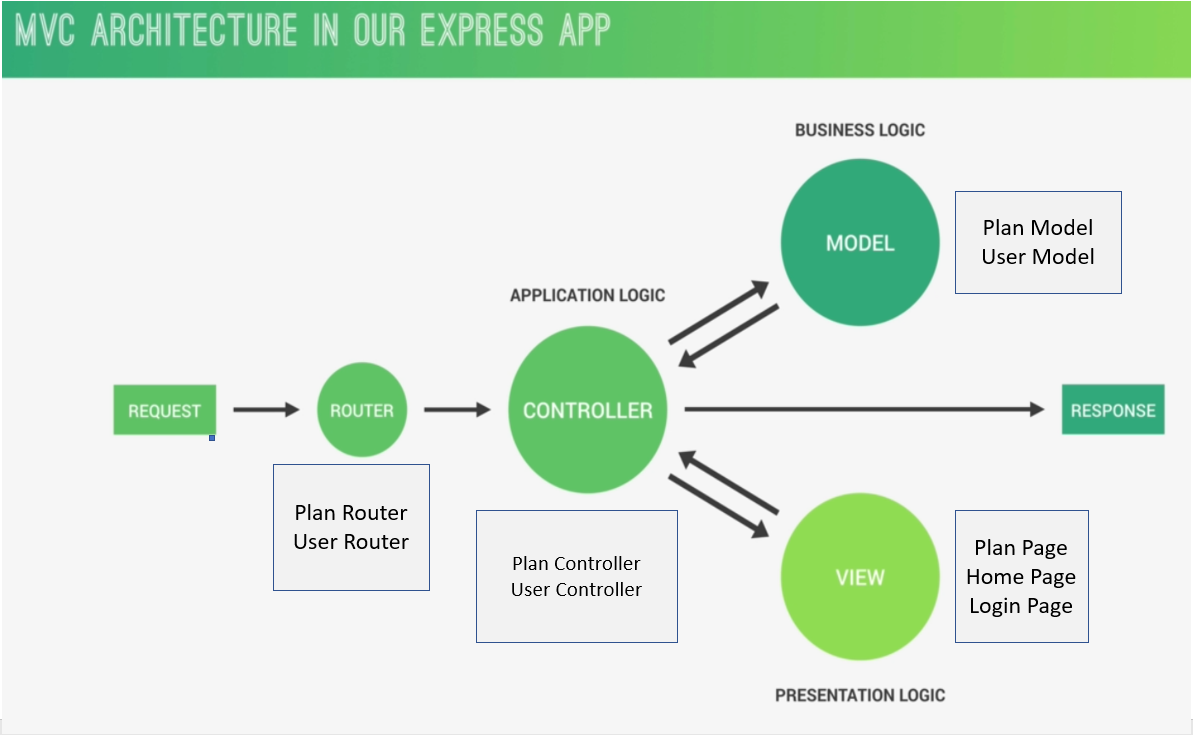 MVC ARCHITECTURE IN OUR EXPRESS APP
BUSINESS LOGIC
MODEL
Plan Model
User Model
APPLICATION LOGIC
REQUEST
ROUTER
CONTROLLER
RESPONSE
Plan Router
User Router
Plan Controller
User Controller
VIEW
Plan Page
Home Page
Login Page
PRESENTATION LOGIC